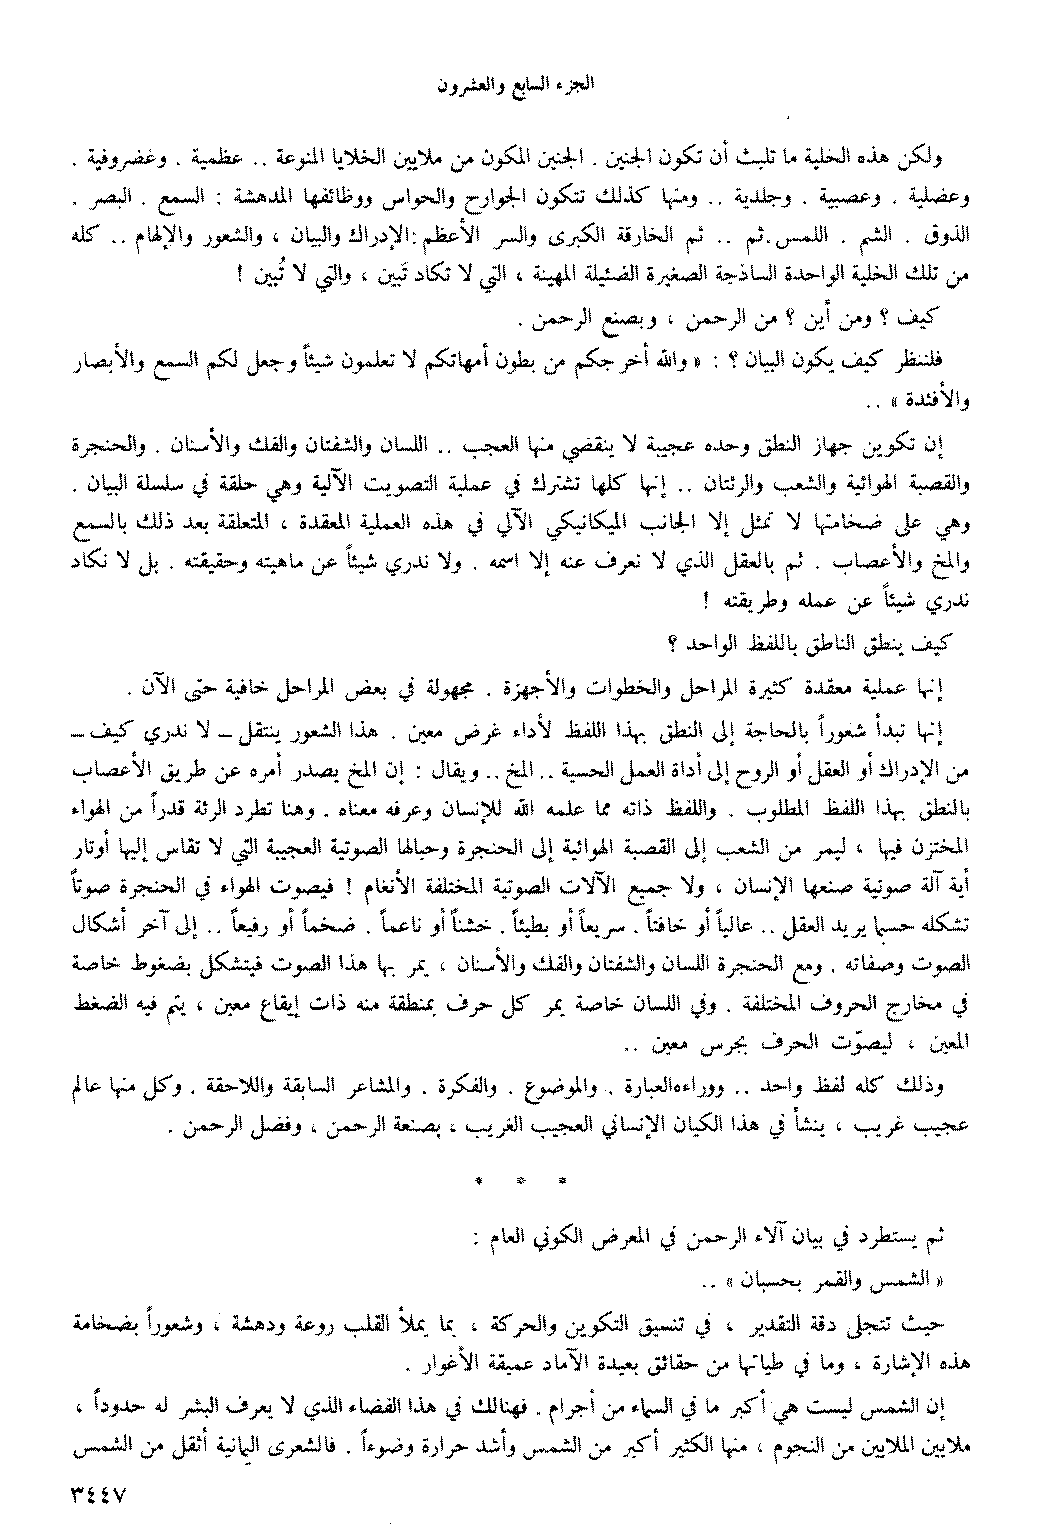 الجزء السابع والعشرون
ولكن هذه الخلية ما تلبث أن تكون الجنين . الجنين المكون من ملايين الخلايا المنوعة .. عظمية . وغضروفية .
وعضلية . وعصبية . وجلدية .. ومنها كذلك تتكون الجوارح والحواس ووظائفها المدهشة : السمع . البصر .
الذوق . الشم . اللمس . ثم .. ثم الخارقة الكبرى والسر الأعظم : الإدراك والبيان ، والشعور والإلهام .. كله
من تلك الخلية الواحدة الساذجة الصغيرة الضئيلة المهينة ، التي لا تكاد تَبين ، والتي لا تُبين !
كيف ؟ ومن أين ؟ من الرحمن ، وبصنع الرحمن .
فلننظر كيف يكون البيان ؟ : « والله أخرجكم من بطون أمهاتكم لا تعلمون شيئاً وجعل لكم السمع والأبصار
والأفئدة » ..
إن تكوين جهاز النطق وحده عجيبة لا ينقضي منها العجب .. اللسان والشفتان والفك والأسنان . والحنجرة
والقصبة الهوائية والشعب والرئتان .. إنها كلها تشترك في عملية التصويت الآلية وهي حلقة في سلسلة البيان .
وهي على ضخامتها لا تمثل إلا الجانب الميكانيكي الآلي في هذه العملية المعقدة ، المتعلقة بعد ذلك بالسمع
والمخ والأعصاب . ثم بالعقل الذي لا نعرف عنه إلا اسمه . ولا ندري شيئاً عن ماهيته وحقيقته . بل لا نكاد
ندري شيئاً عن عمله وطريقته !
كيف ينطق الناطق باللفظ الواحد ؟
إنها عملية معقدة كثيرة المراحل والخطوات والأجهزة . مجهولة في بعض المراحل خافية حتى الآن .
إنها تبدأ شعوراً بالحاجة إلى النطق بهذا اللفظ لأداء غرض معين . هذا الشعور ينتقل – لا ندري كيف –
من الإدراك أو العقل أو الروح إلى أداة العمل الحسية .. المخ .. ويقال : إن المخ يصدر أمره عن طريق الأعصاب
بالنطق بهذا اللفظ المطلوب . واللفظ ذاته مما علمه الله للإنسان وعرفه معناه . وهنا تطرد الرئة قدراً من الهواء
المختزن فيها ، ليمر من الشعب إلى القصبة الهوائية إلى الحنجرة وحبالها الصوتية العجيبة التي لا تقاس إليها أوتار
أية آلة صوتية صنعها الإنسان ، ولا جميع الآلات الصوتية المختلفة الأنغام ! فيصوت الهواء في الحنجرة صوتاً
تشكله حسبما يريد العقل .. عالياً أو خافتاً . سريعاً أو بطيئاً . خشناً أو ناعماً . ضخماً أو رفيعاً .. إلى آخر أشكال
الصوت وصفاته . ومع الحنجرة اللسان والشفتان والفك والأسنان ، يمر بها هذا الصوت فيتشكل بضغوط خاصة
في مخارج الحروف المختلفة . وفي اللسان خاصة يمر كل حرف بمنطقة منه ذات إيقاع معين ، يتم فيه الضغط
المعين ، ليصوّت الحرف بجرس معين ..
وذلك كله لفظ واحد .. ووراءه العبارة . والموضوع . والفكرة . والمشاعر السابقة واللاحقة . وكل منها عالم
عجيب غريب ، ينشأ في هذا الكيان الإنساني العجيب الغريب ، بصنعة الرحمن ، وفضل الرحمن .
* * *
ثم يستطرد في بيان آلاء الرحمن في المعرض الكوني العام :
« الشمس والقمر بحسبان » ..
حيث تتجلى دقة التقدير ، في تنسيق التكوين والحركة ، بما يملأ القلب روعة ودهشة ، وشعوراً بضخامة
هذه الإشارة ، وما في طياتها من حقائق بعيدة الآماد عميقة الأغوار .
إن الشمس ليست هي أكبر ما في السماء من أجرام . فهنالك في هذا الفضاء الذي لا يعرف البشر له حدوداً ،
ملايين الملايين من النجوم ، منها الكثير أكبر من الشمس وأشد حرارة وضوءاً . فالشعرى اليمانية أثقل من الشمس
٣٤٤٧